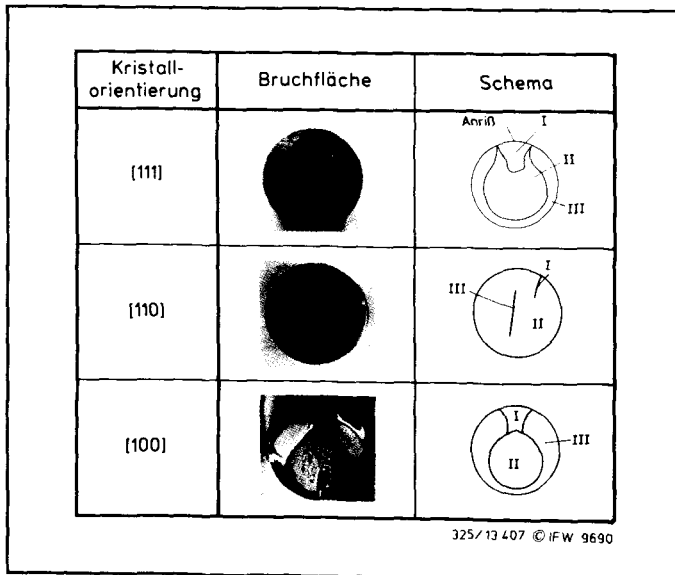 Kristall-
orientierung
Bruchfläche
Schema
[111]
Anriß
I
II
III
[110]
I
III
II
[100]
I
III
II
325/13 407 © IFW 9690